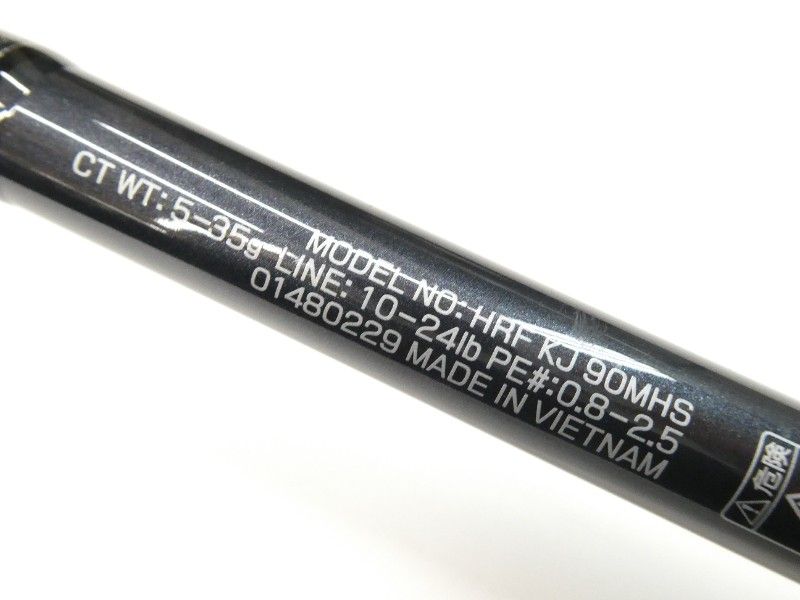 MODEL NO: HRF KJ 90MHS
CT WT: 5-35g LINE: 10-24lb PE#:0.8-2.5
01480229 MADE IN VIETNAM
危険